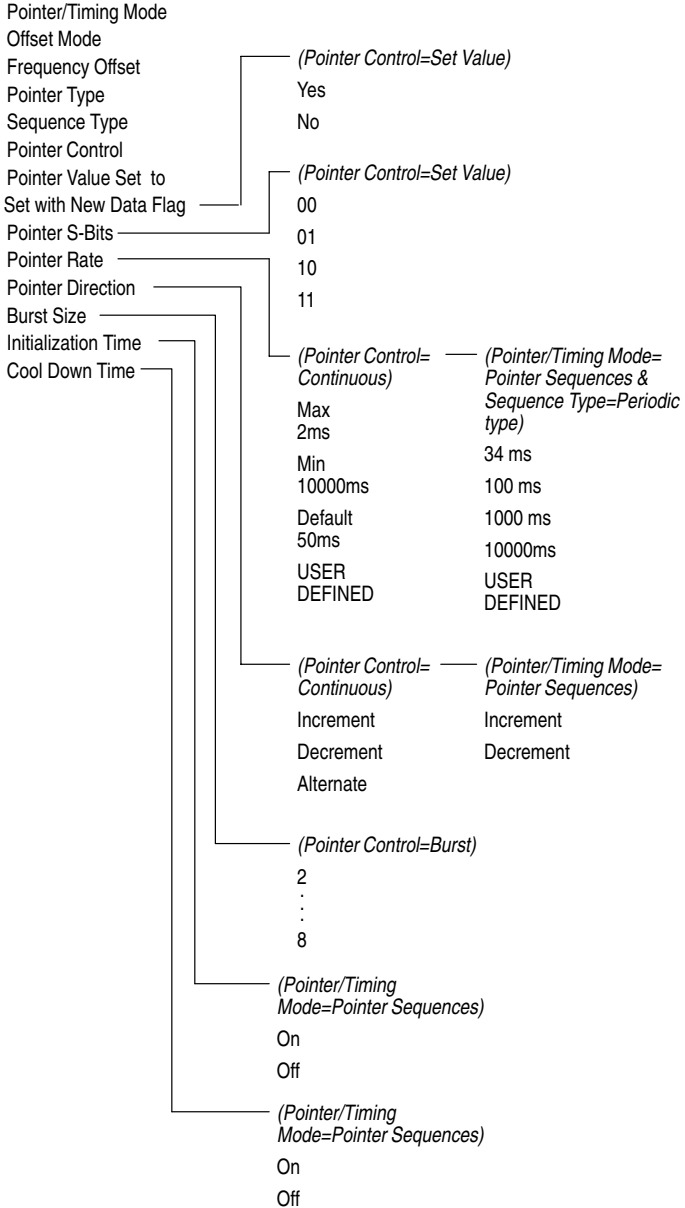 Pointer/Timing Mode
Offset Mode
Frequency Offset
Pointer Type
Sequence Type
Pointer Control
Pointer Value Set to
Set with New Data Flag
Pointer S-Bits
Pointer Rate
Pointer Direction
Burst Size
Initialization Time
Cool Down Time
(Pointer Control=Set Value)
Yes
No
(Pointer Control=Set Value)
00
01
10
11
(Pointer Control=
Continuous)
Max
2ms
Min
10000ms
Default
50ms
USER
DEFINED
(Pointer/Timing Mode=
Pointer Sequences &
Sequence Type=Periodic
type)
34 ms
100 ms
1000 ms
10000ms
USER
DEFINED
(Pointer Control=
Continuous)
Increment
Decrement
Alternate
(Pointer/Timing Mode=
Pointer Sequences)
Increment
Decrement
(Pointer Control=Burst)
2
.
.
.
8
(Pointer/Timing
Mode=Pointer Sequences)
On
Off
(Pointer/Timing
Mode=Pointer Sequences)
On
Off